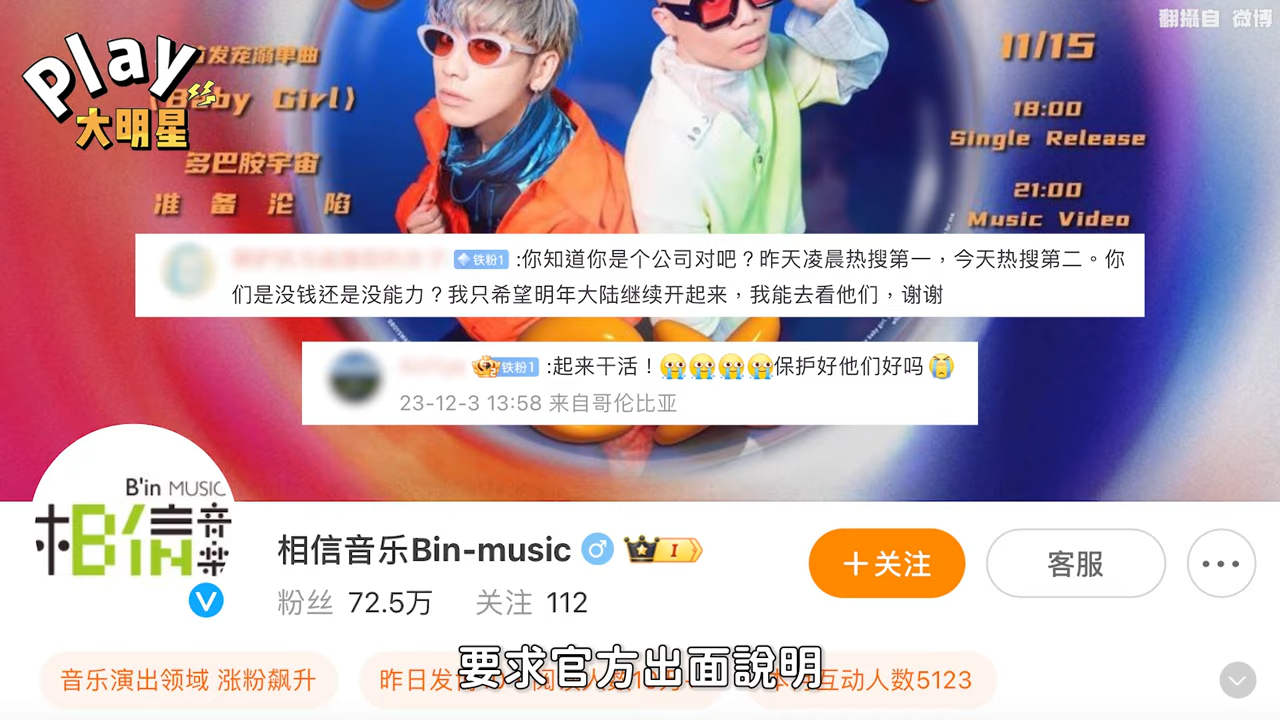 翻攝自 微博
Play
大明星
首发宠溺单曲
《Baby Girl》
多巴胺宇宙
准备沦陷
11/15
18:00
Single Release
21:00
Music Video
铁粉1 :你知道你是个公司对吧？昨天凌晨热搜第一，今天热搜第二。你
们是没钱还是没能力？我只希望明年大陆继续开起来，我能去看他们，谢谢
铁粉1 :起来干活！😭😭😭😭保护好他们好吗😭
23-12-3 13:58 来自哥伦比亚
B'in MUSIC
相信音樂
相信音乐Bin-music I
+关注
客服
粉丝 72.5万 关注 112
音乐演出领域 涨粉飙升
昨日发博
互动人数5123
要求官方出面說明